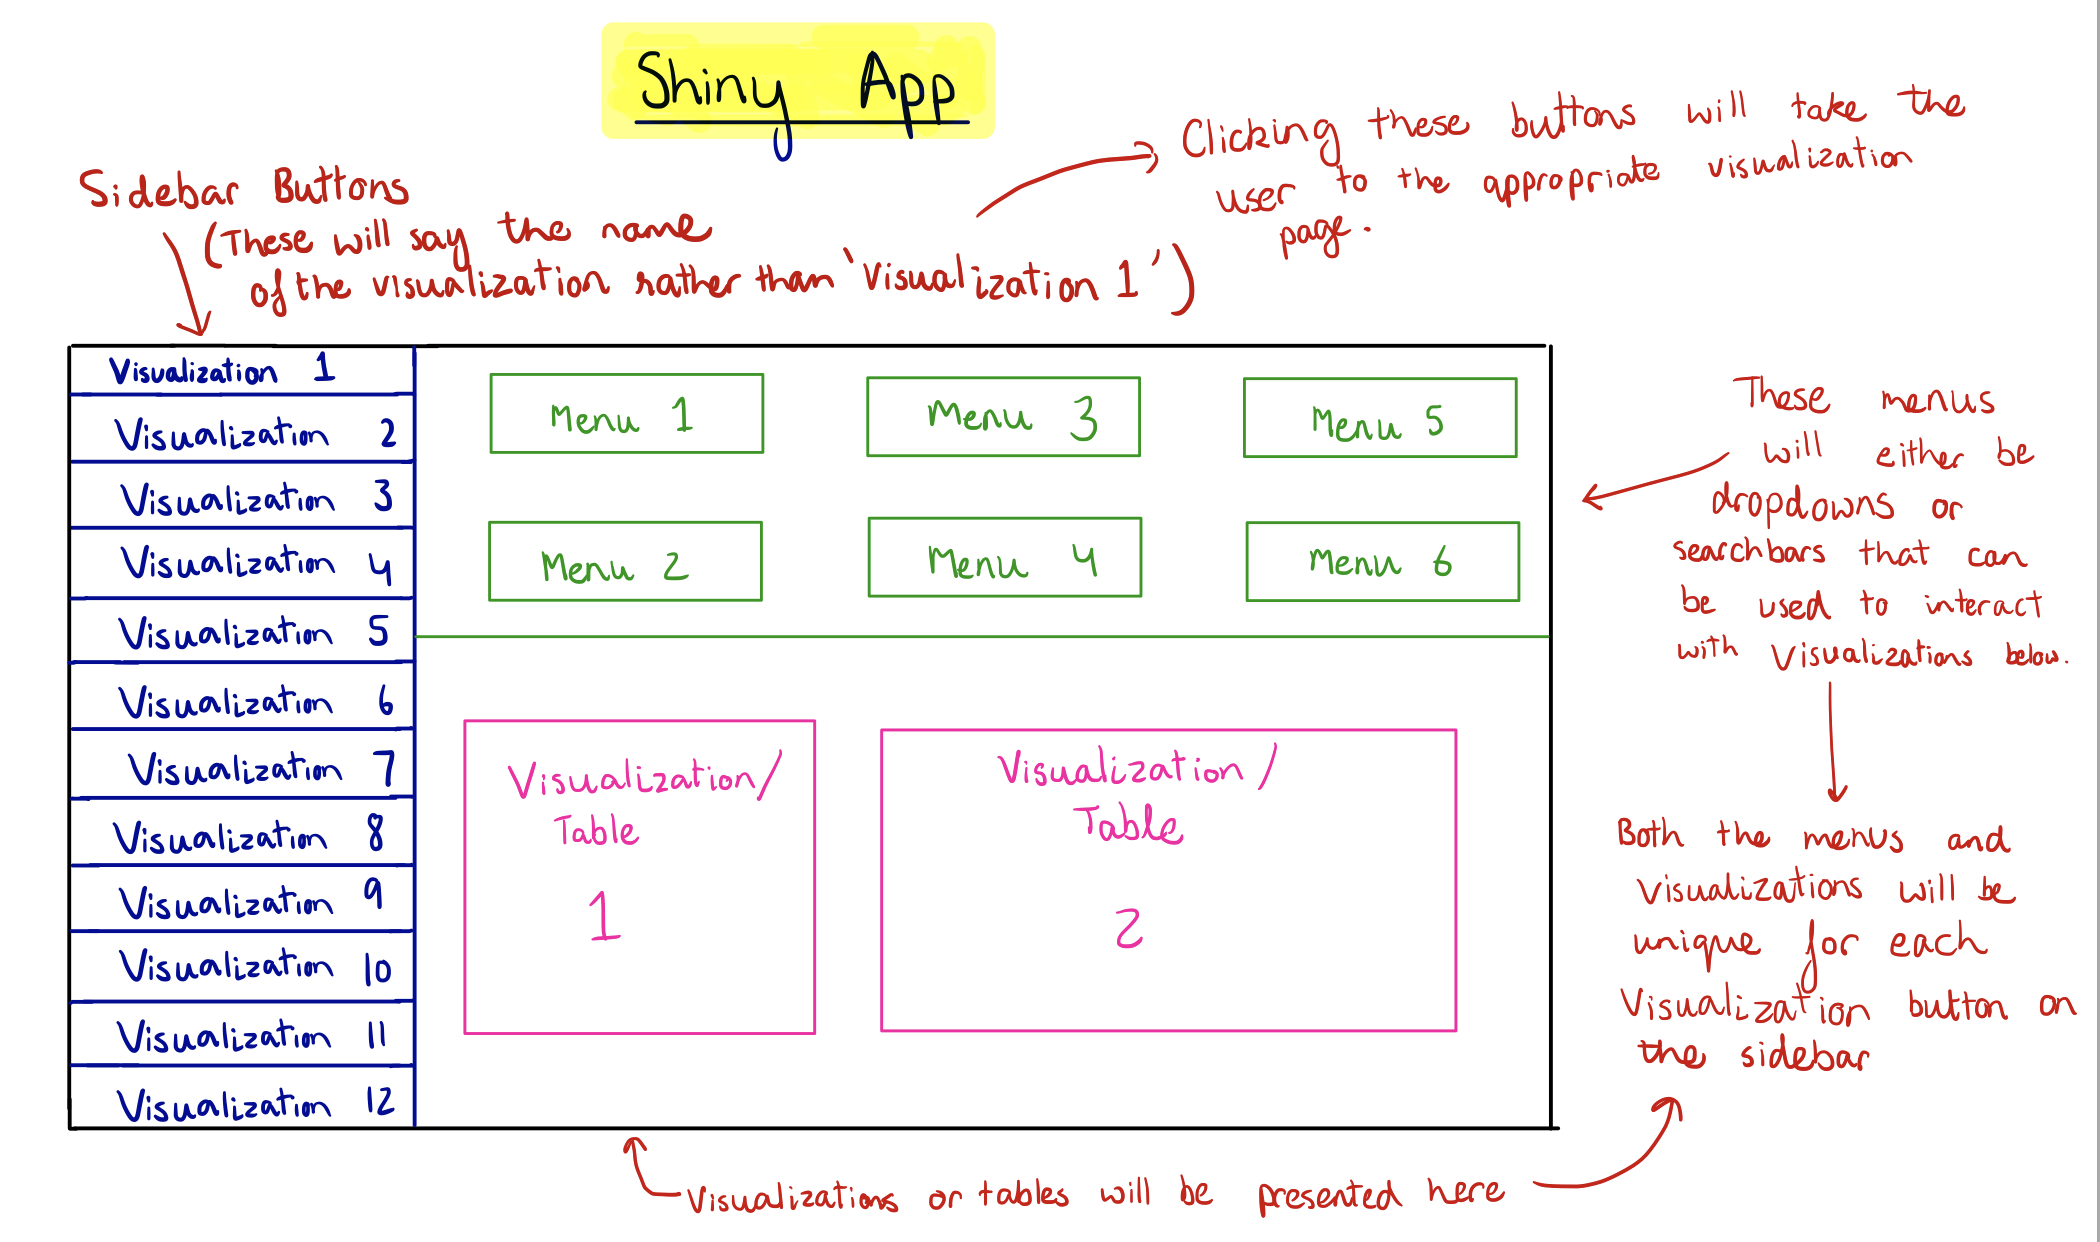 Shiny App
Clicking these buttons will take the
user to the appropriate visualization
page.
Sidebar Buttons
(These will say the name
of the visualization rather than 'Visualization 1')
Visualization 1
Visualization 2
Visualization 3
Visualization 4
Visualization 5
Visualization 6
Visualization 7
Visualization 8
Visualization 9
Visualization 10
Visualization 11
Visualization 12
Menu 1
Menu 3
Menu 5
Menu 2
Menu 4
Menu 6
These menus
will either be
dropdowns or
searchbars that can
be used to interact
with visualizations below.
Visualization/
Table
1
Visualization/
Table
2
Both the menus and
visualizations will be
unique for each
Visualization button on
the sidebar
Visualizations or tables will be presented here